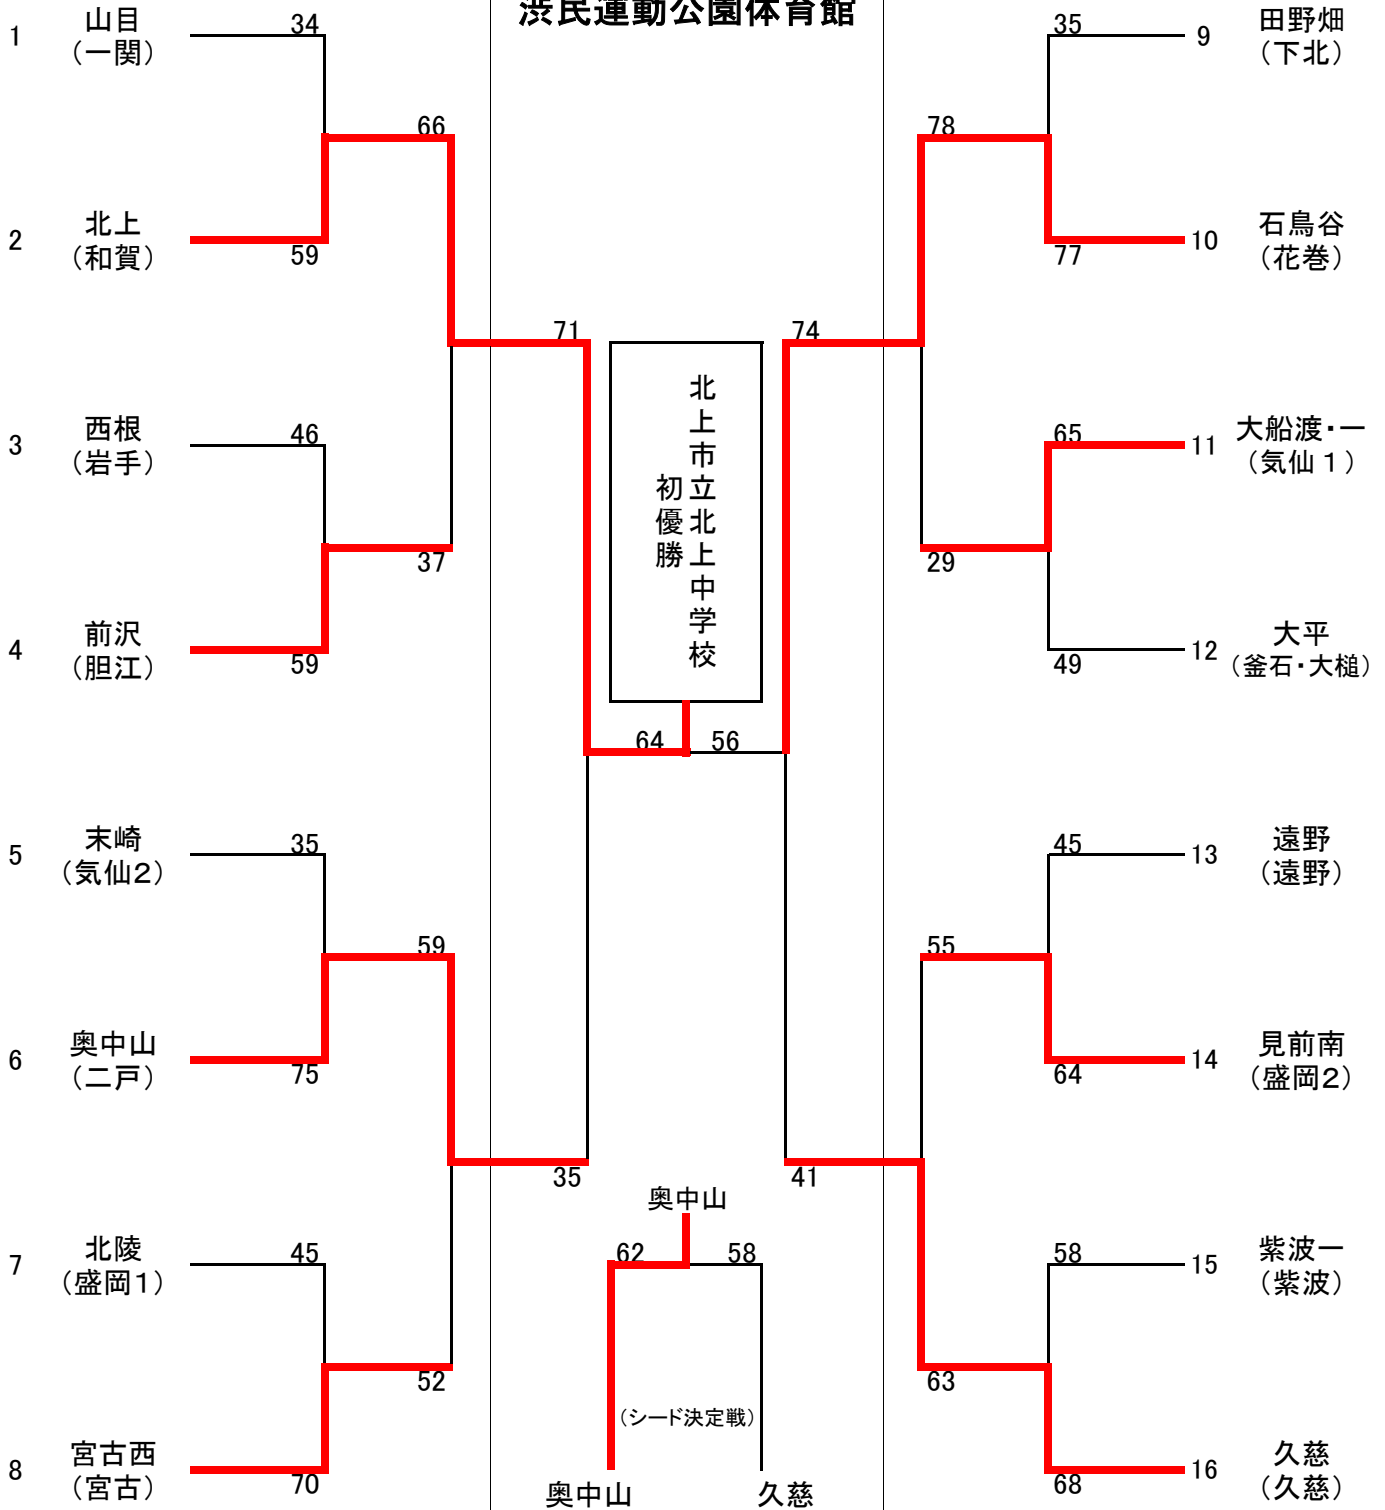 渋民運動公園体育館
1 山目
（一関）
34
2 北上
（和賀）
59
66
3 西根
（岩手）
46
4 前沢
（胆江）
59
37
71
5 末崎
（気仙2）
35
6 奥中山
（二戸）
75
59
7 北陵
（盛岡1）
45
8 宮古西
（宮古）
70
52
35
北上市立北上中学校
初優勝
64 56
74
41
35
9 田野畑
（下北）
78
77
10 石鳥谷
（花巻）
65
11 大船渡・一
（気仙１）
29
49
12 大平
（釜石・大槌）
45
13 遠野
（遠野）
55
64
14 見前南
（盛岡2）
58
15 紫波一
（紫波）
63
68
16 久慈
（久慈）
奥中山
62 58
（シード決定戦）
奥中山 久慈